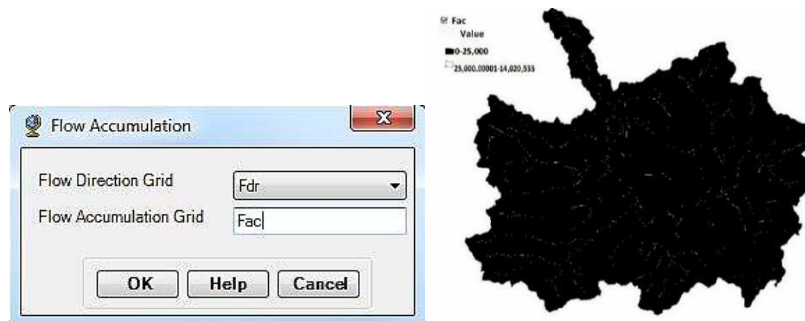 Flow Accumulation
Flow Direction Grid
Fdr
Flow Accumulation Grid
Fac
OK
Help
Cancel
Fac
Value
0-25,000
25,000.00001-14,020,533